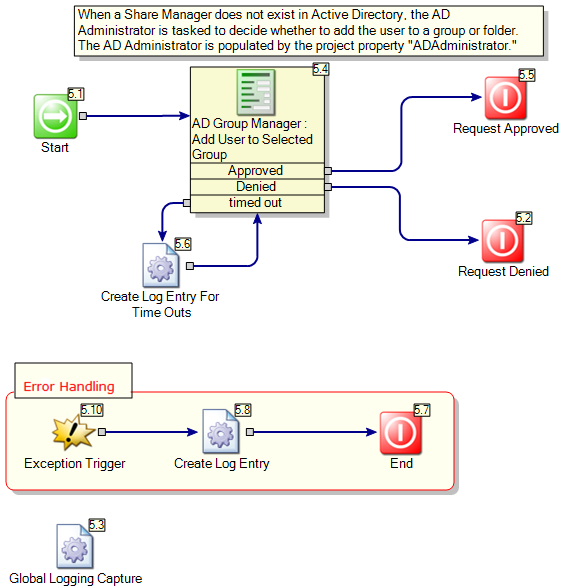 When a Share Manager does not exist in Active Directory, the AD
Administrator is tasked to decide whether to add the user to a group or folder.
The AD Administrator is populated by the project property "ADAdministrator."
5.1
Start
5.4
AD Group Manager :
Add User to Selected
Group
Approved
Denied
timed out
5.5
Request Approved
5.2
Request Denied
5.6
Create Log Entry For
Time Outs
Error Handling
5.10
Exception Trigger
5.8
Create Log Entry
5.7
End
5.3
Global Logging Capture